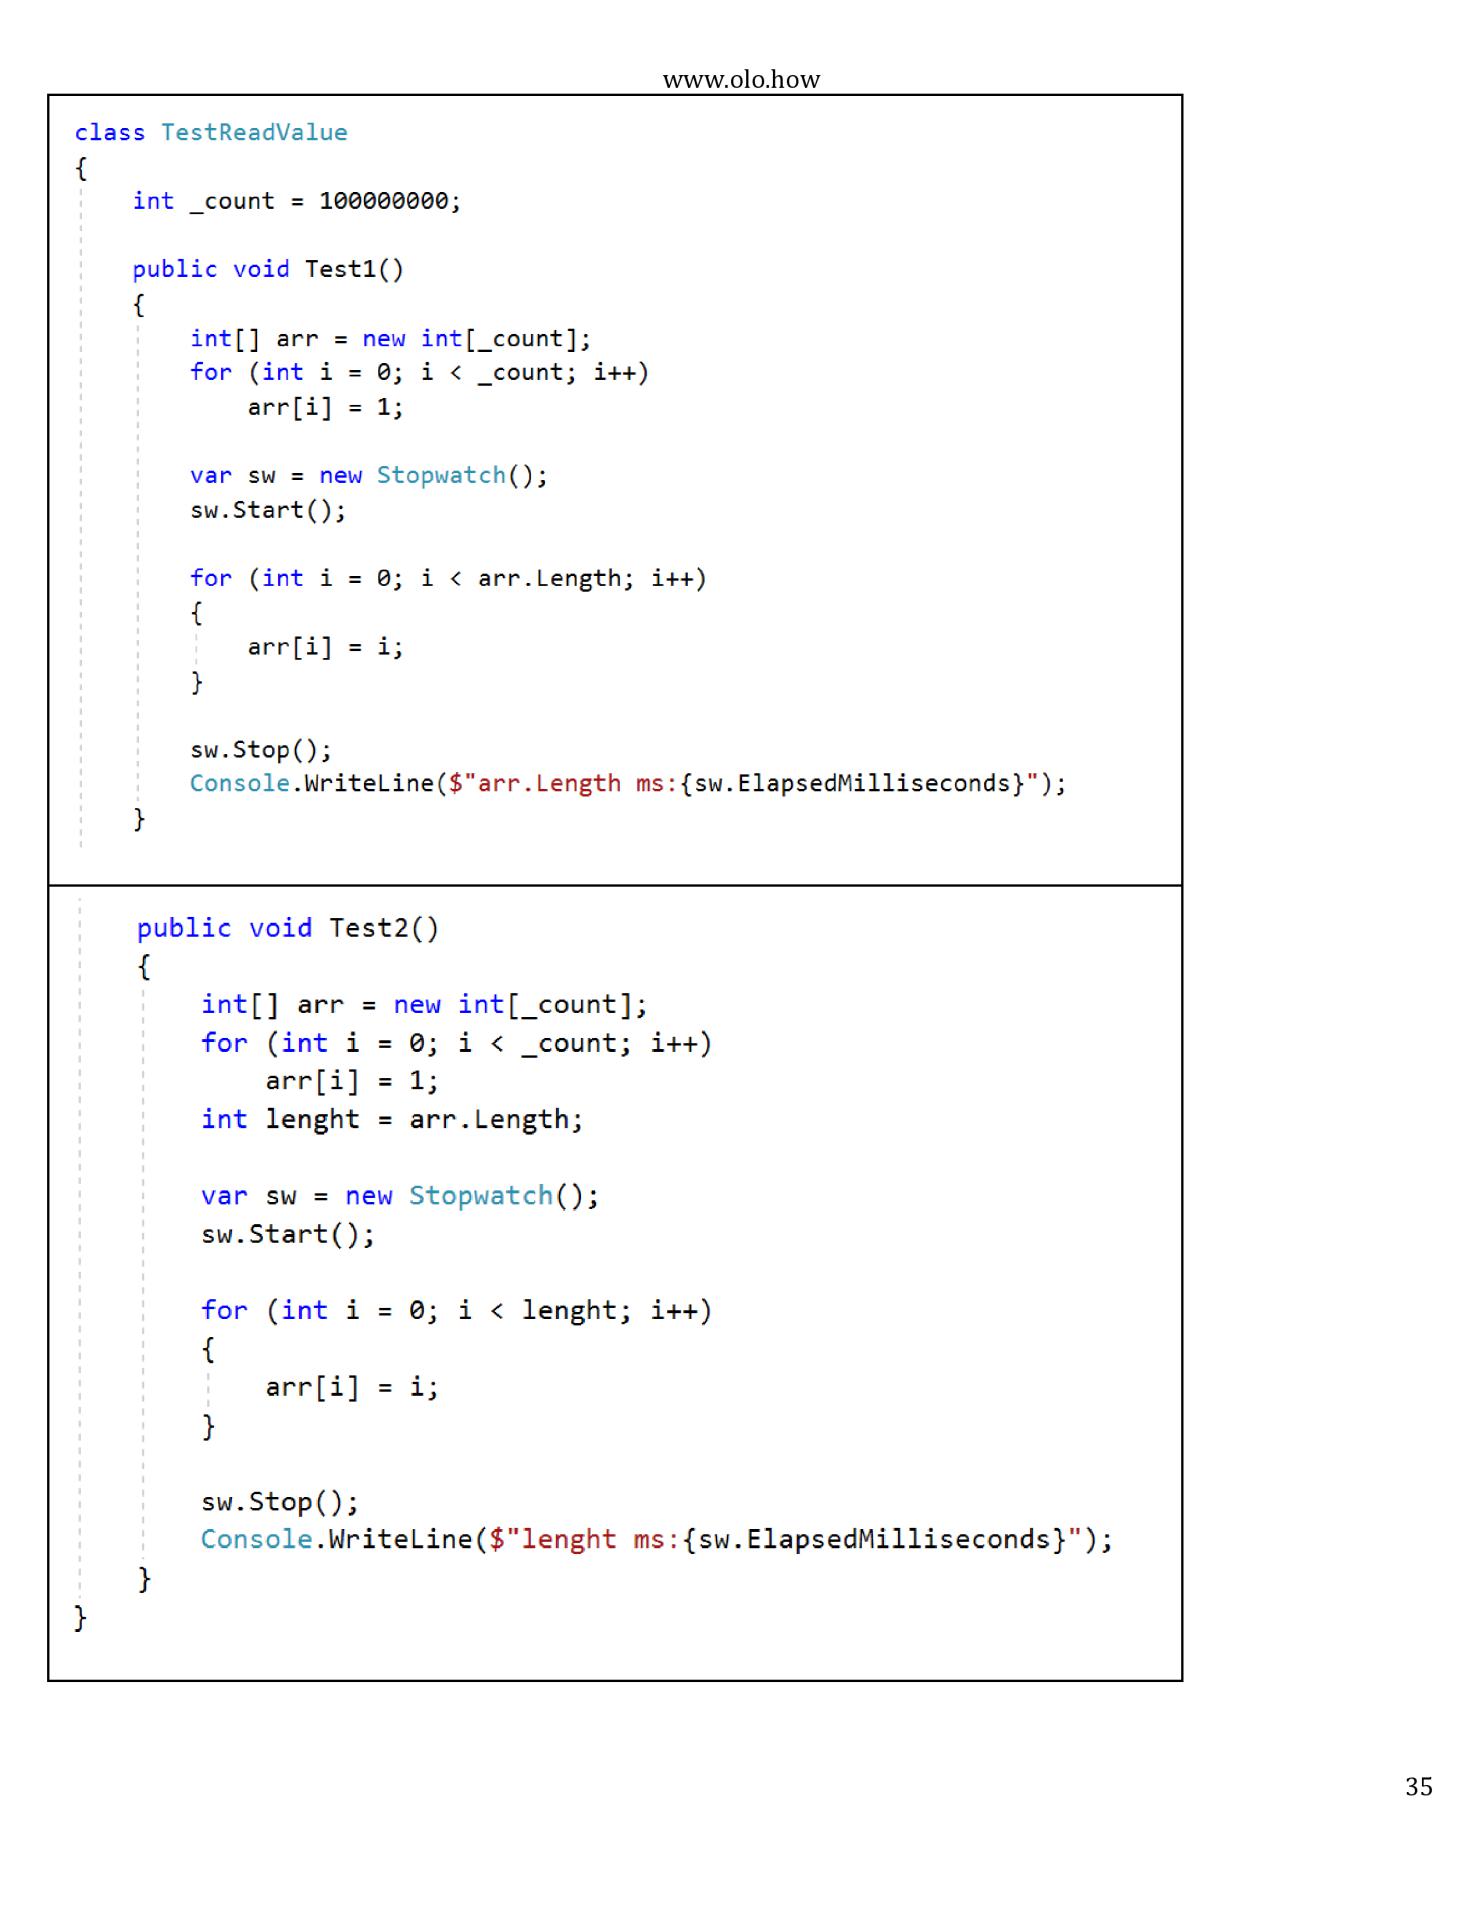 www.olo.how
class TestReadValue
{
    int _count = 100000000;
    public void Test1()
    {
        int[] arr = new int[_count];
        for (int i = 0; i < _count; i++)
            arr[i] = 1;
        var sw = new Stopwatch();
        sw.Start();
        for (int i = 0; i < arr.Length; i++)
        {
            arr[i] = i;
        }
        sw.Stop();
        Console.WriteLine($"arr.Length ms:{sw.ElapsedMilliseconds}");
    }
    public void Test2()
    {
        int[] arr = new int[_count];
        for (int i = 0; i < _count; i++)
            arr[i] = 1;
        int lenght = arr.Length;
        var sw = new Stopwatch();
        sw.Start();
        for (int i = 0; i < lenght; i++)
        {
            arr[i] = i;
        }
        sw.Stop();
        Console.WriteLine($"lenght ms:{sw.ElapsedMilliseconds}");
    }
}
35